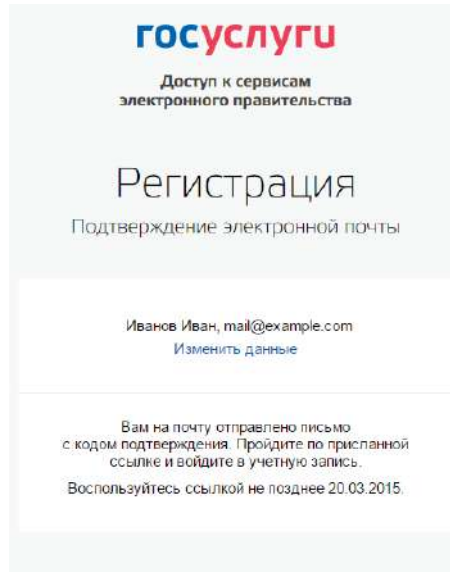 госуслуги
Доступ к сервисам
электронного правительства
Регистрация
Подтверждение электронной почты
Иванов Иван, mail@example.com
Изменить данные
Вам на почту отправлено письмо
с кодом подтверждения. Пройдите по присланной
ссылке и войдите в учетную запись.
Воспользуйтесь ссылкой не позднее 20.03.2015.